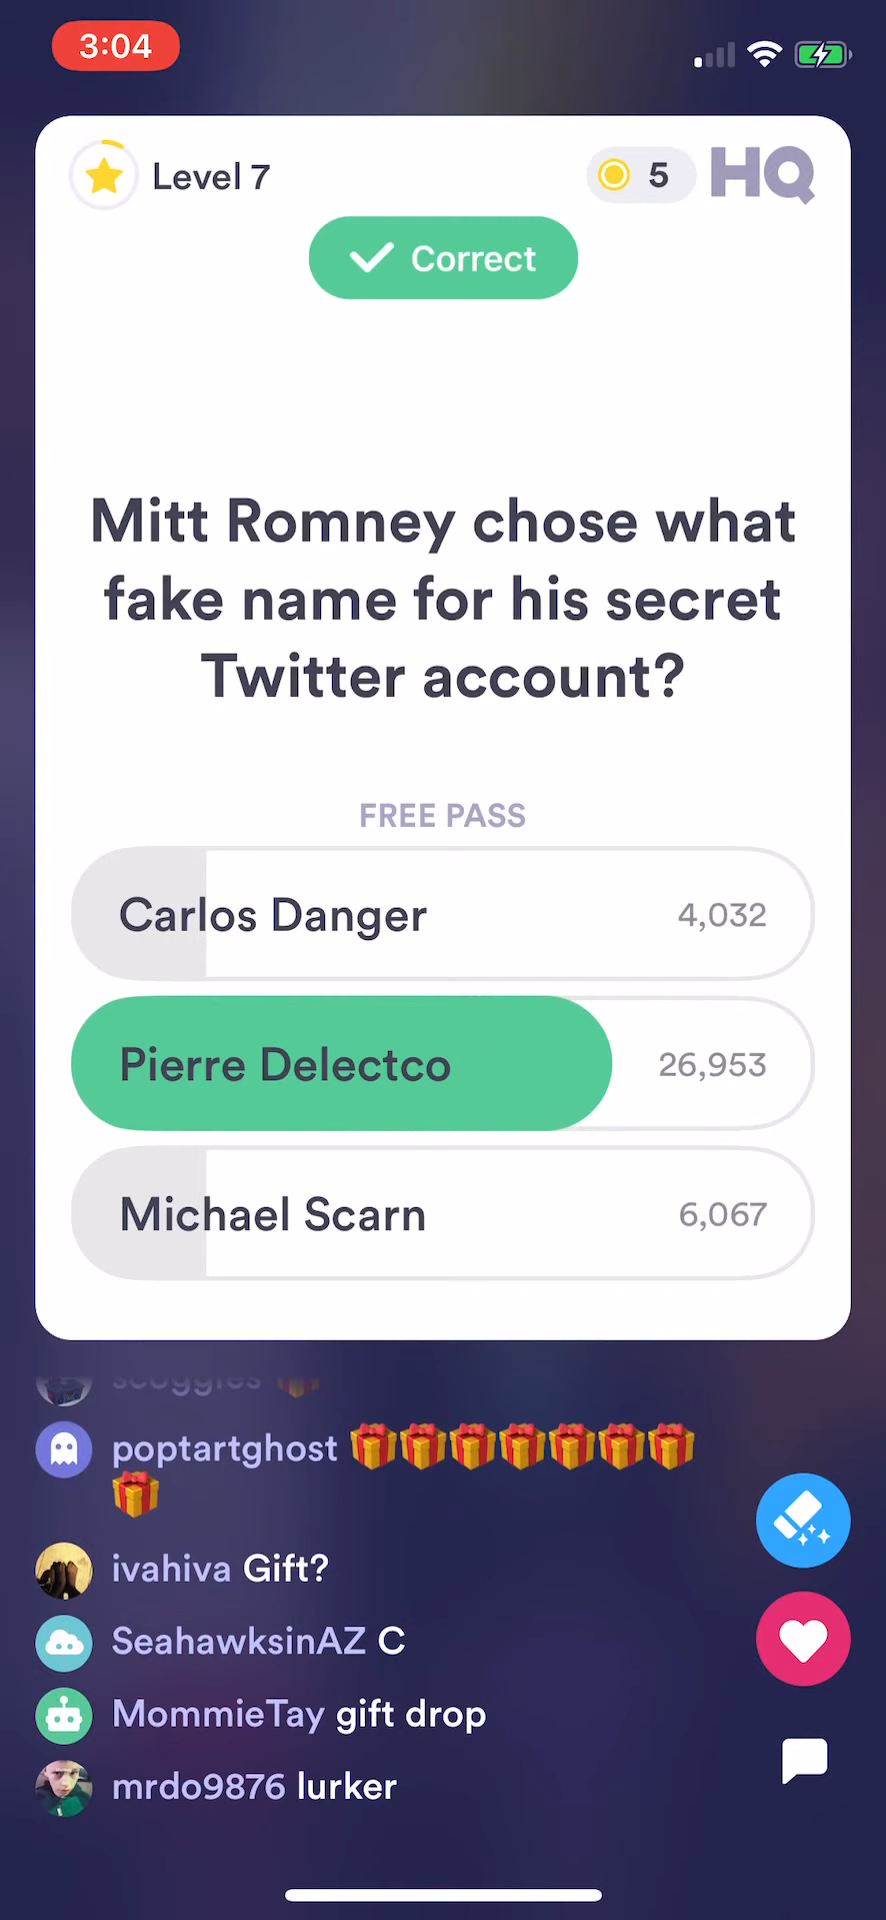 3:04
Level 7
5
HQ
Correct
Mitt Romney chose what
fake name for his secret
Twitter account?
FREE PASS
Carlos Danger
4,032
Pierre Delectco
26,953
Michael Scarn
6,067
scoggies
poptartghost 🎁🎁🎁🎁🎁🎁🎁
🎁
ivahiva Gift?
SeahawksinAZ C
MommieTay gift drop
mrdo9876 lurker